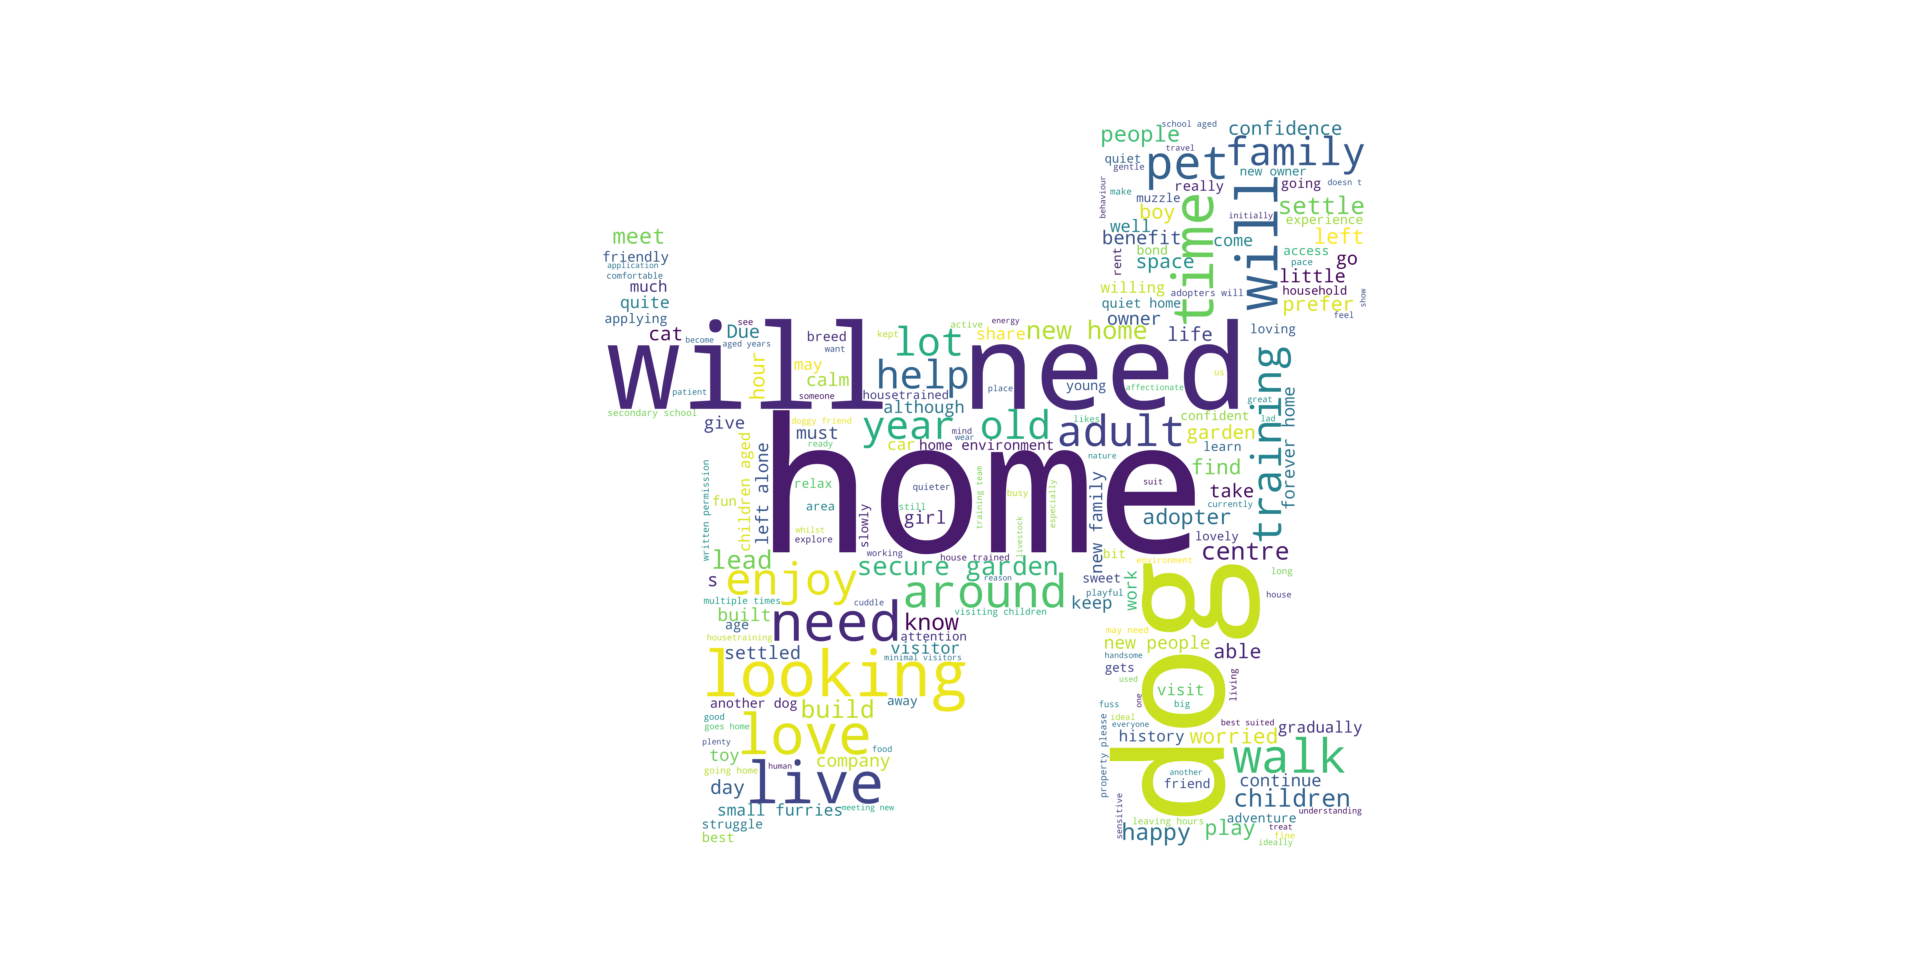 school aged
people
confidence
travel
family
quiet
pet
gentle
new owner
really
going
doesn t
behaviour
make
muzzle
will
time
boy
settle
initially
experience
well
meet
benefit
come
left
friendly
bond
access
rent
space
go
application
pace
comfortable
little
much
willing
adopters will
household
quite
quiet home
prefer
show
applying
owner
feel
will
need
cat
see
Due
become
aged years
breed
want
kept
active
energy
lot
share
new home
life
loving
hour
may
calm
help
place
young
affectionate
us
training
patient
someone
housetrained
great
forever home
secondary school
although
give
doggy friend
must
ready
year old
likes
adult
confident
lad
garden
mind
wear
car
home environment
learn
home
nature
children aged
left alone
written permission
relax
quieter
training team
busy
especially
new family
suit
find
take
fun
area
still
girl
currently
adopter
whilst
explore
slowly
livestock
lovely
working
house trained
bit
centre
lead
environment
s
enjoy
secure garden
reason
sweet
work
dog
long
around
playful
house
multiple times
cuddle
visiting children
keep
built
need
know
age
may need
housetraining
attention
new people
able
settled
visitor
handsome
minimal visitors
gets
looking
used
visit
living
another dog
away
one
fuss
big
build
good
ideal
best suited
gradually
goes home
love
everyone
history
worried
plenty
toy
food
walk
property please
company
human
going home
another
day
live
friend
continue
children
small furries
meeting new
understanding
sensitive
leaving hours
adventure
struggle
happy
play
treat
best
fine
ideally